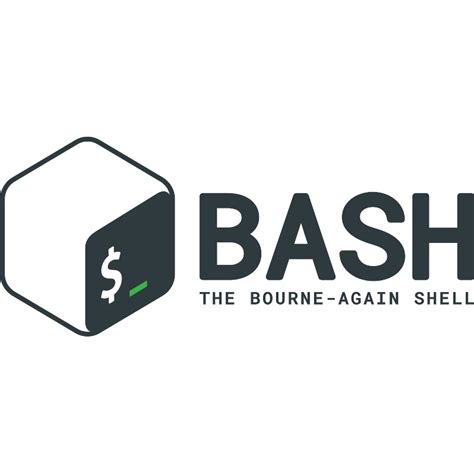 $_
BASH
THE BOURNE-AGAIN SHELL